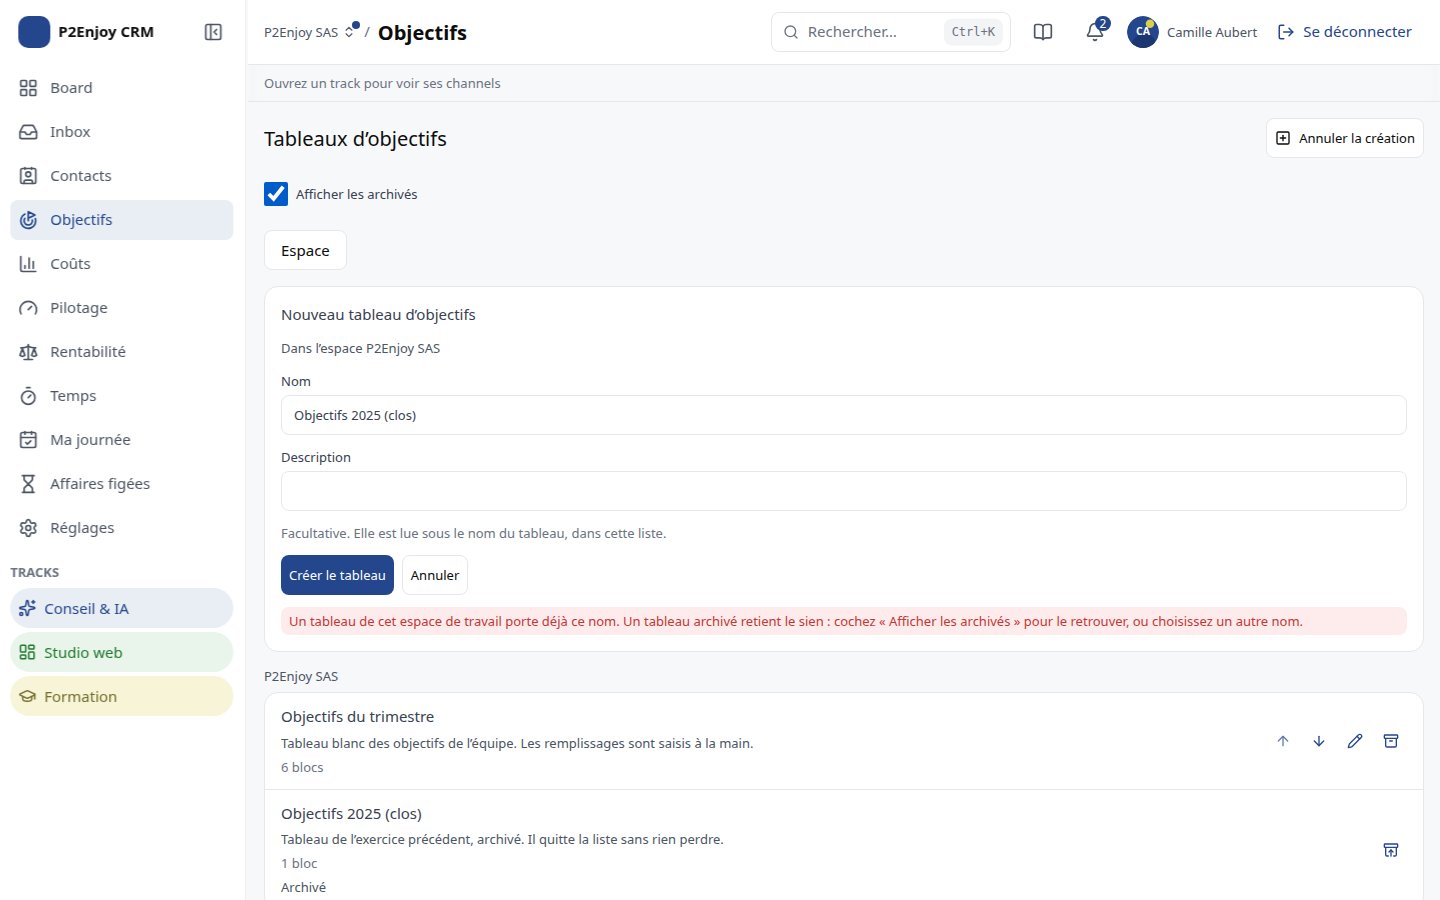 P2Enjoy CRM
Board
Inbox
Contacts
Objectifs
Coûts
Pilotage
Rentabilité
Temps
Ma journée
Affaires figées
Réglages
TRACKS
Conseil & IA
Studio web
Formation
P2Enjoy SAS / Objectifs
Rechercher... Ctrl+K
2
CA Camille Aubert
Se déconnecter
Ouvrez un track pour voir ses channels
Tableaux d’objectifs
Annuler la création
Afficher les archivés
Espace
Nouveau tableau d’objectifs
Dans l’espace P2Enjoy SAS
Nom
Objectifs 2025 (clos)
Description
Facultative. Elle est lue sous le nom du tableau, dans cette liste.
Créer le tableau
Annuler
Un tableau de cet espace de travail porte déjà ce nom. Un tableau archivé retient le sien : cochez « Afficher les archivés » pour le retrouver, ou choisissez un autre nom.
P2Enjoy SAS
Objectifs du trimestre
Tableau blanc des objectifs de l’équipe. Les remplissages sont saisis à la main.
6 blocs
Objectifs 2025 (clos)
Tableau de l’exercice précédent, archivé. Il quitte la liste sans rien perdre.
1 bloc
Archivé